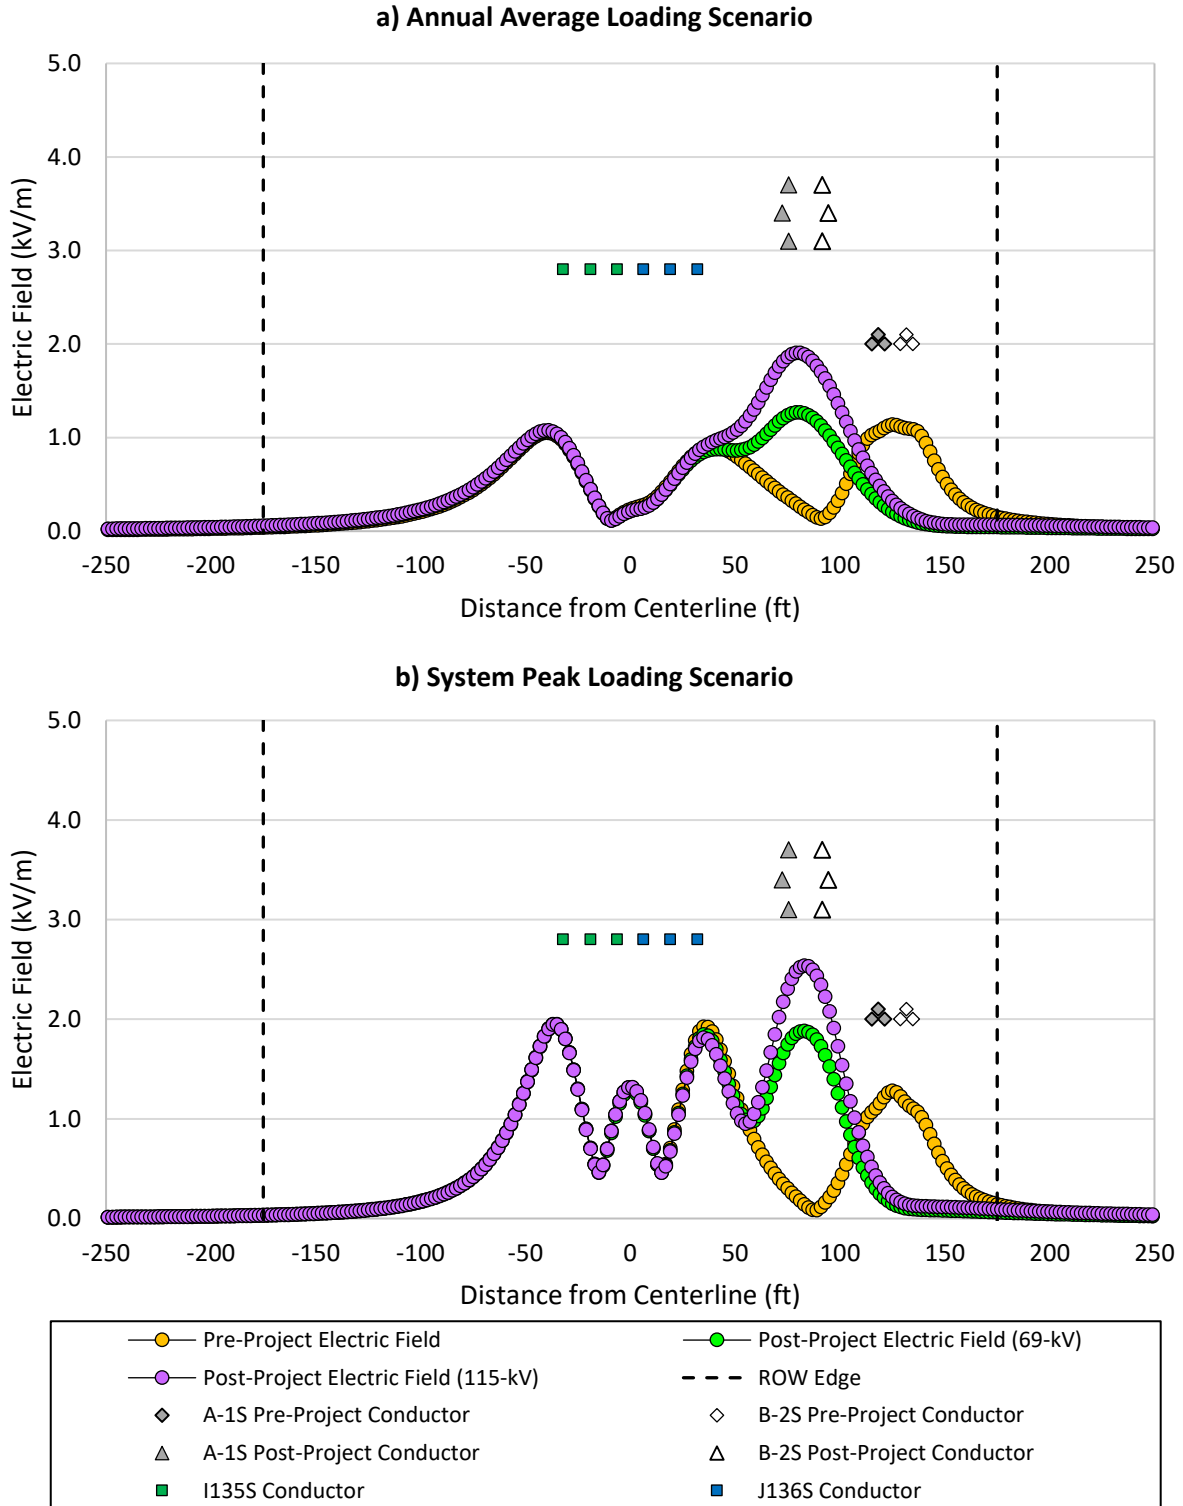 a) Annual Average Loading Scenario
5.0
4.0
3.0
2.0
1.0
0.0
Electric Field (kV/m)
-250 -200 -150 -100 -50 0 50 100 150 200 250
Distance from Centerline (ft)
b) System Peak Loading Scenario
5.0
4.0
3.0
2.0
1.0
0.0
Electric Field (kV/m)
-250 -200 -150 -100 -50 0 50 100 150 200 250
Distance from Centerline (ft)
Pre-Project Electric Field Post-Project Electric Field (69-kV)
Post-Project Electric Field (115-kV) ROW Edge
A-1S Pre-Project Conductor B-2S Pre-Project Conductor
A-1S Post-Project Conductor B-2S Post-Project Conductor
I135S Conductor J136S Conductor